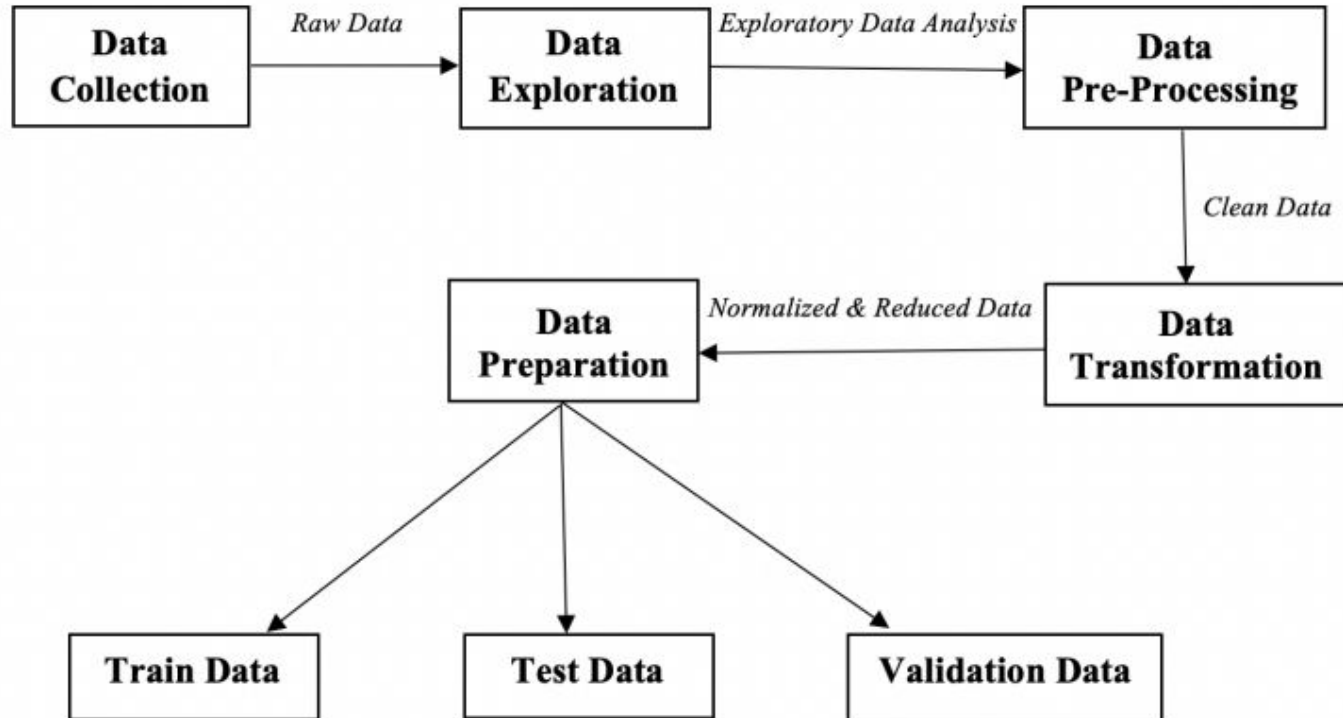 Data
Collection
Raw Data
Data
Exploration
Exploratory Data Analysis
Data
Pre-Processing
Clean Data
Data
Transformation
Normalized & Reduced Data
Data
Preparation
Train Data
Test Data
Validation Data